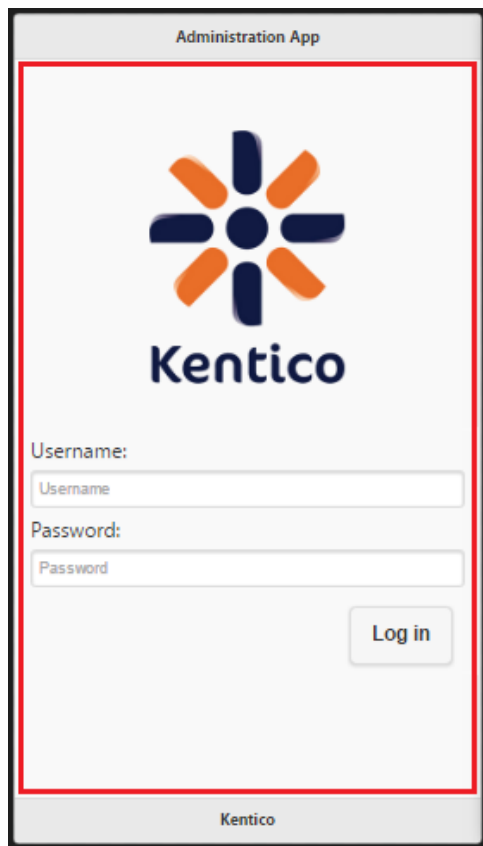 Administration App
Kentico
Username:
Username
Password:
Password
Log in
Kentico